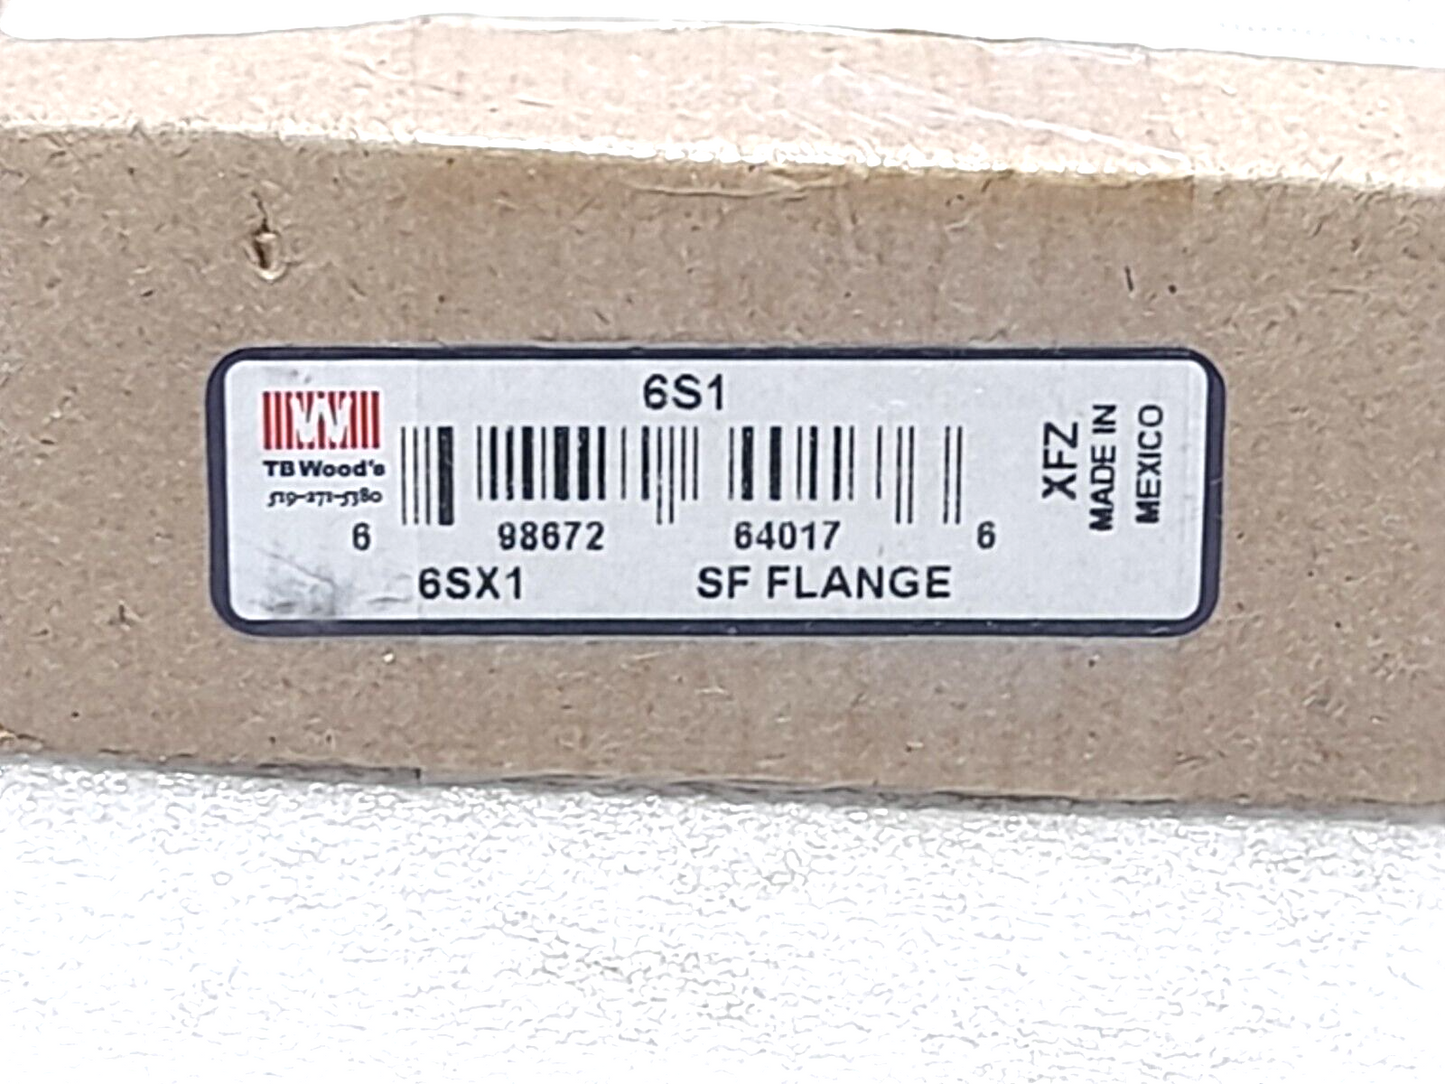 6S1
TB Wood's
519-271-5380
6 98672 64017 6
6SX1 SF FLANGE
XFZ
MADE IN
MEXICO